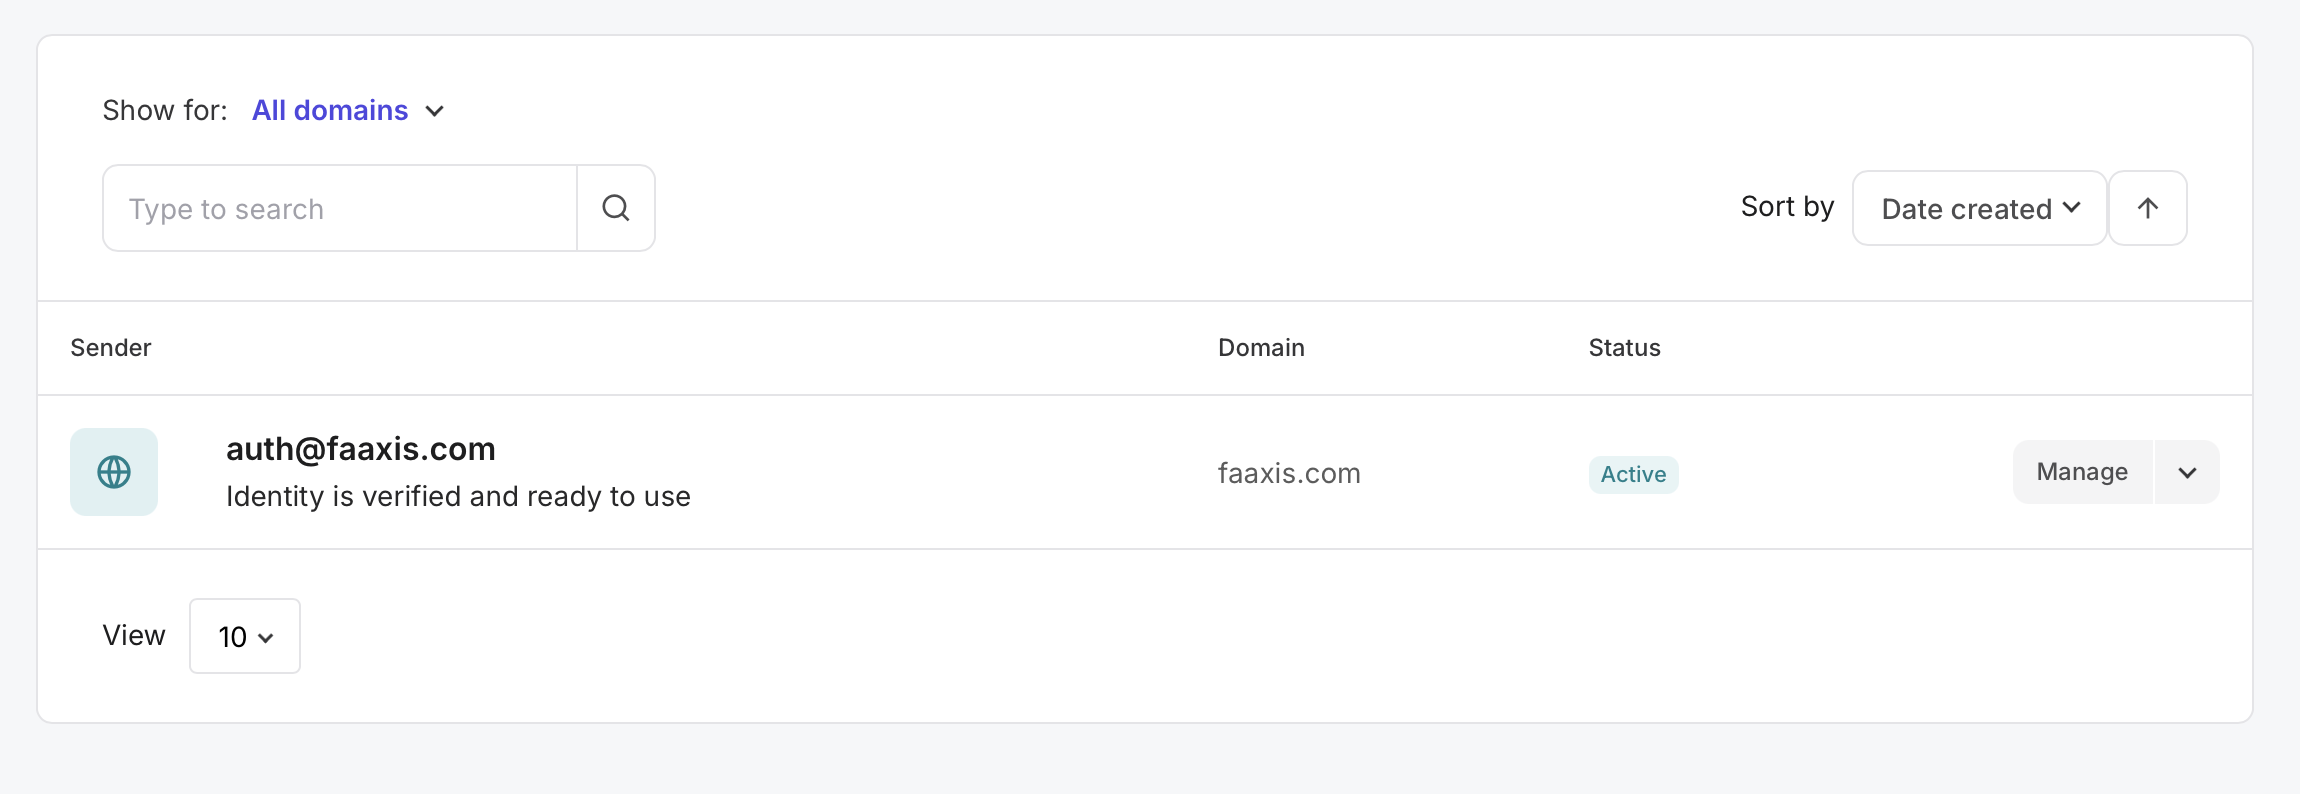 Show for: All domains
Type to search
Sort by Date created
Sender Domain Status
auth@faaxis.com
Identity is verified and ready to use
faaxis.com
Active
Manage
View 10